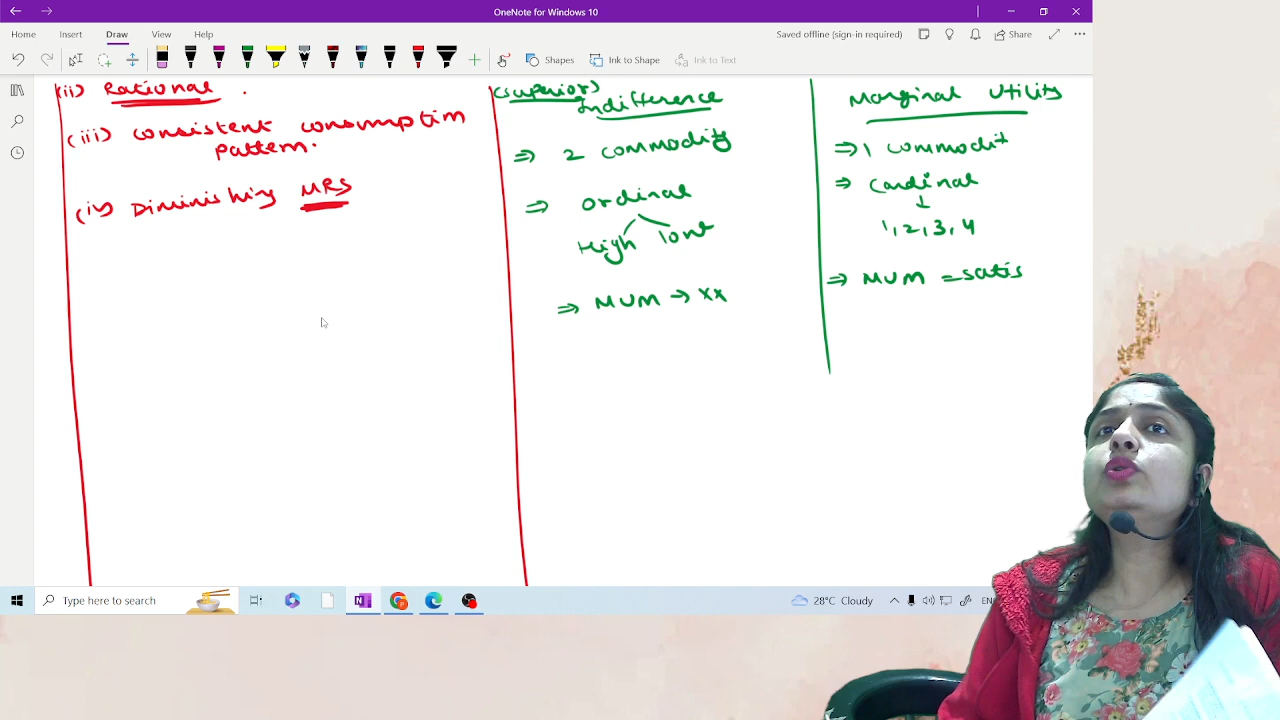 OneNote for Windows 10
Home Insert Draw View Help
Saved offline (sign-in required)
Share
Shapes
Ink to Shape
Ink to Text
(ii) Rational .
(iii) consistent consumption
pattern.
(iv) Diminishing MRS
(superior)
Indifference
⇒ 2 commodity
⇒ ordinal
High low
⇒ MUM → xx
Marginal Utility
⇒ 1 commodit
⇒ Cardinal
↓
1, 2, 3, 4
⇒ MUM = satis
Type here to search
28°C Cloudy